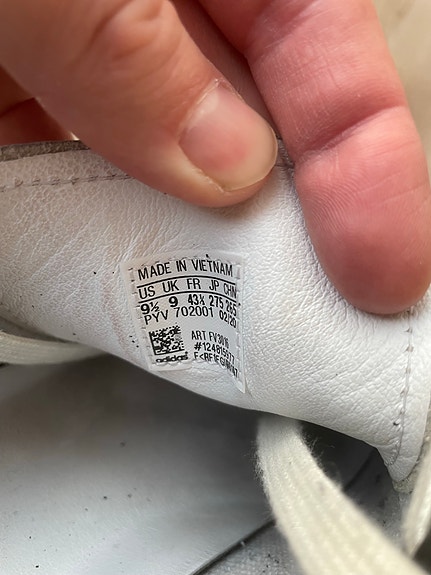 MADE IN VIETNAM
US UK FR JP CHN
9½ 9 43⅓ 275 265
PYV 702001 02/20
ART FV3016
adidas